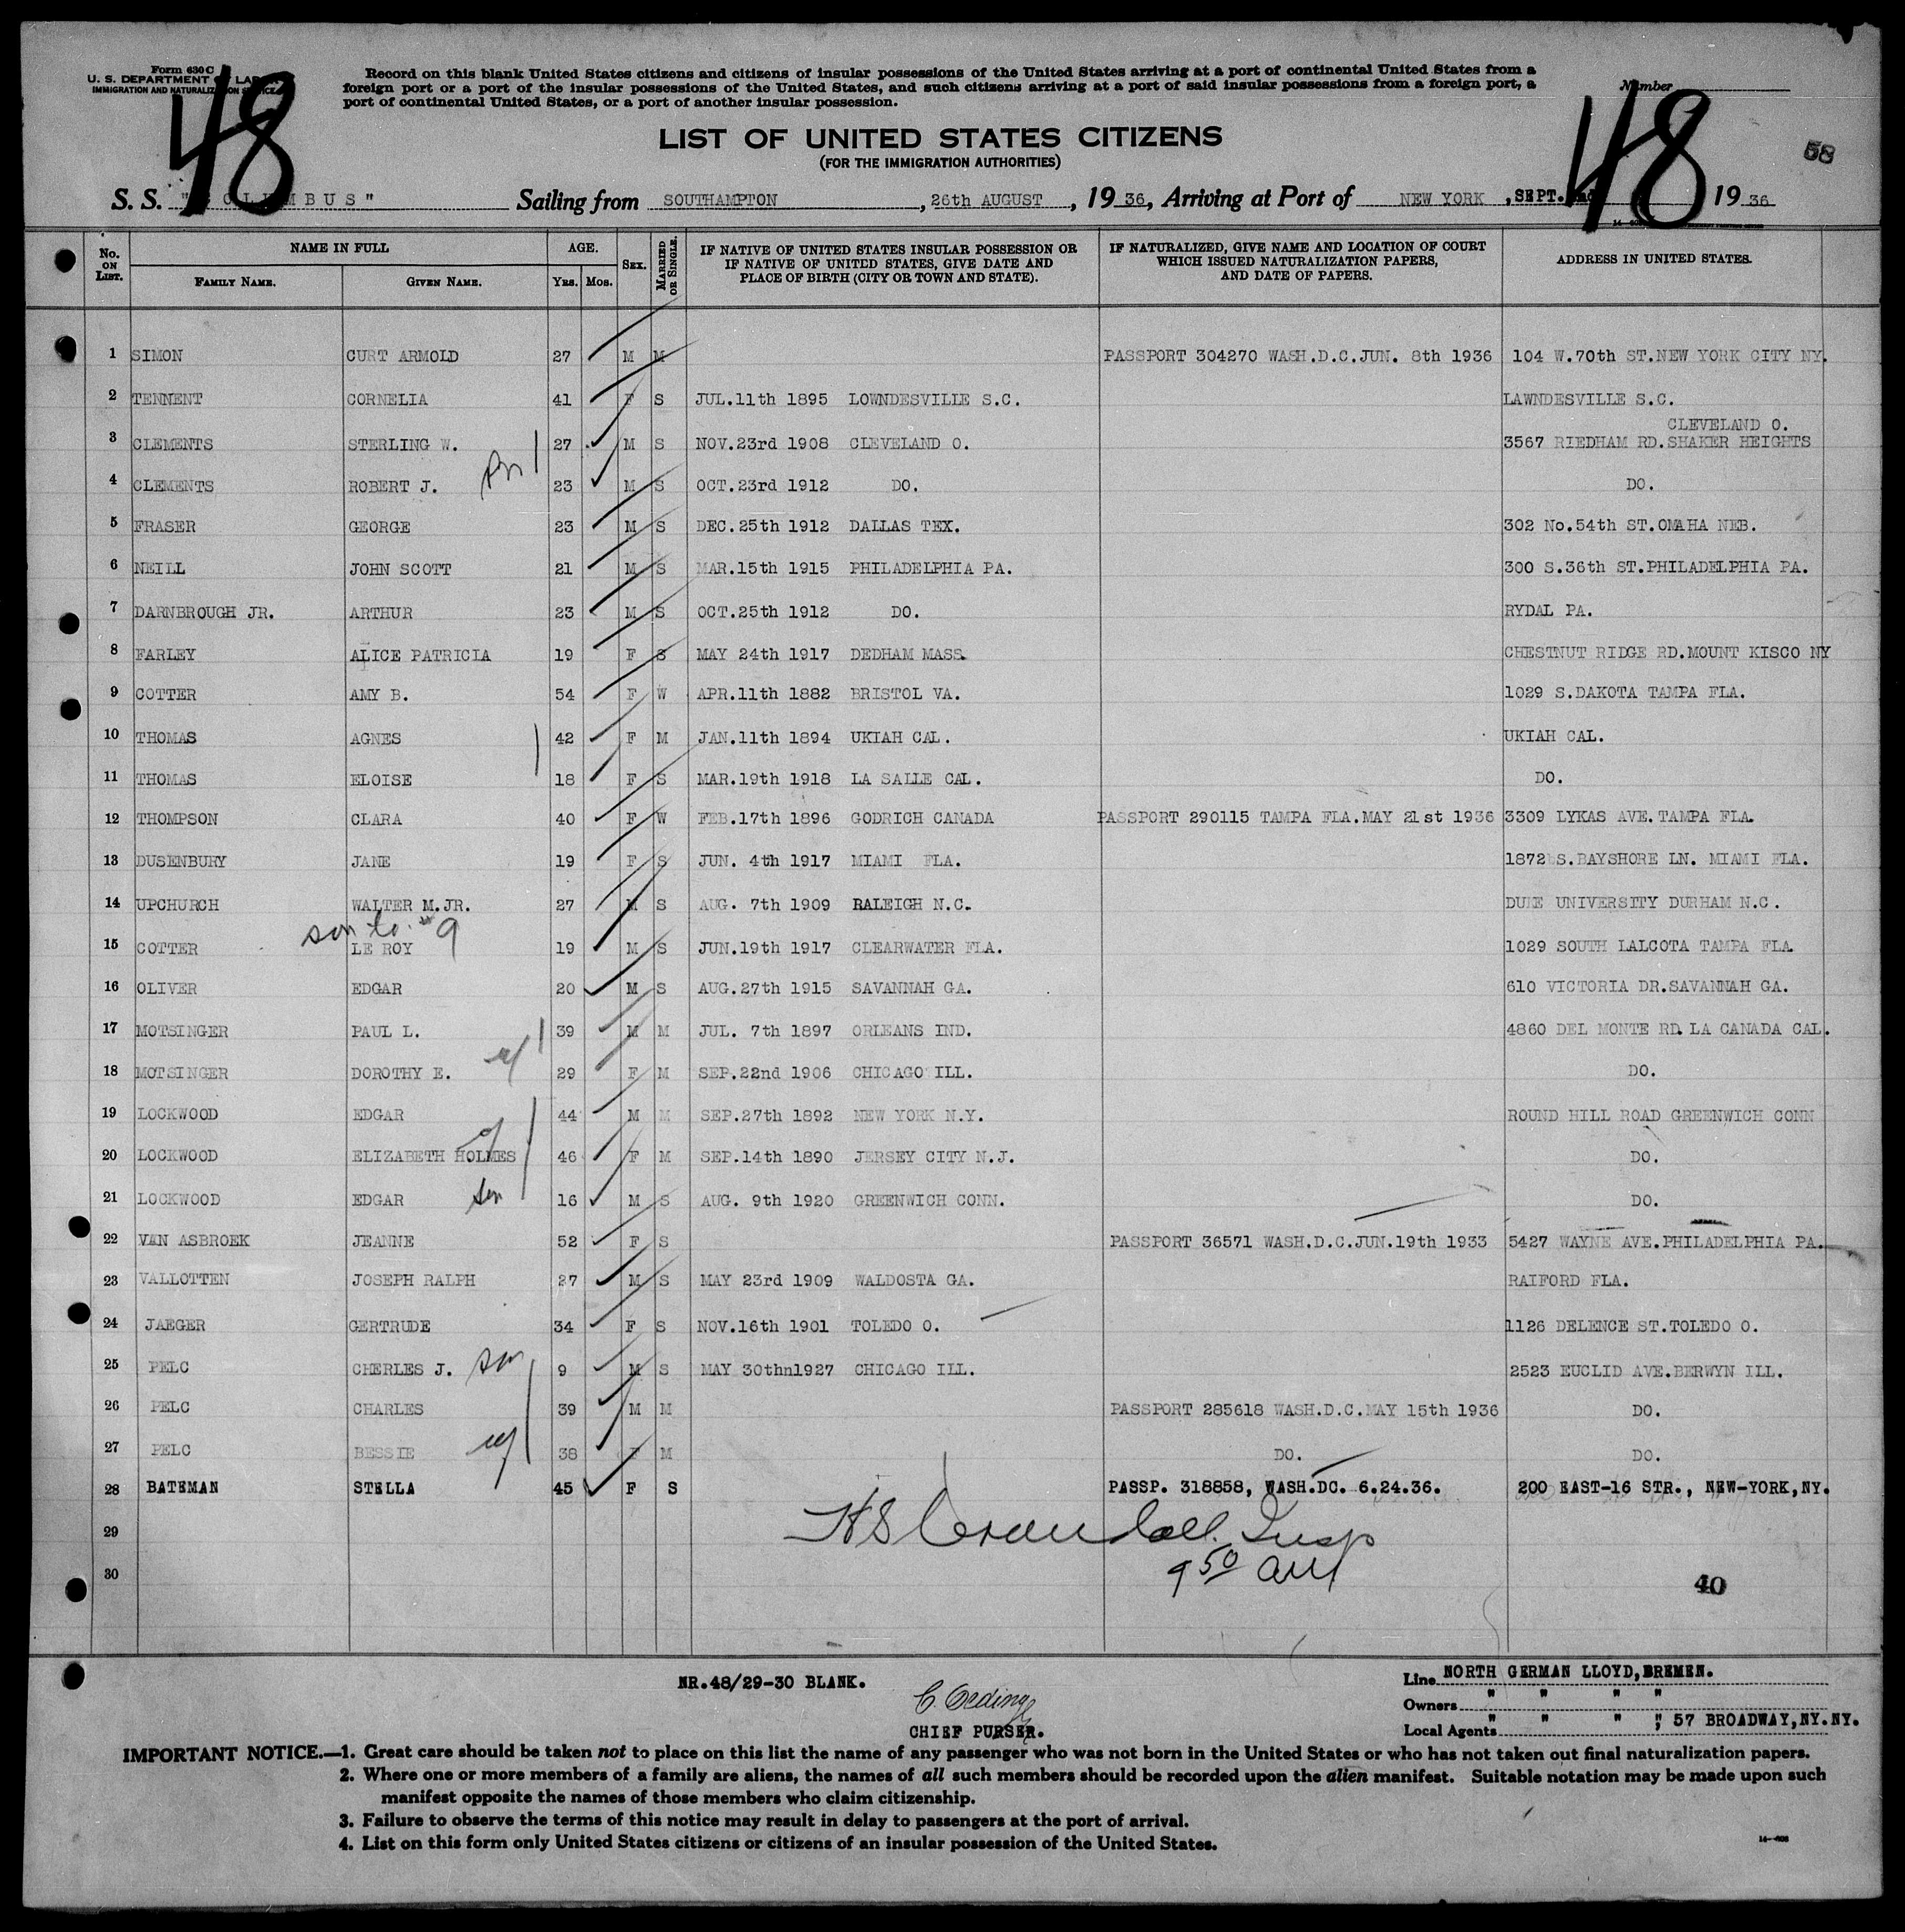 Form 630 C
U. S. DEPARTMENT OF LABOR
IMMIGRATION AND NATURALIZATION SERVICE
48
Record on this blank United States citizens and citizens of insular possessions of the United States arriving at a port of continental United States from a
foreign port or a port of the insular possessions of the United States, and such citizens arriving at a port of said insular possessions from a foreign port, a
port of continental United States, or a port of another insular possession.
Number
48
58
LIST OF UNITED STATES CITIZENS
(FOR THE IMMIGRATION AUTHORITIES)
S. S. "COLUMBUS" Sailing from SOUTHAMPTON, 26th AUGUST, 1936, Arriving at Port of NEW YORK, SEPT. 1936
No. ON LIST. NAME IN FULL FAMILY NAME. GIVEN NAME. AGE. YRS. MOS. SEX. MARRIED OR SINGLE. IF NATIVE OF UNITED STATES INSULAR POSSESSION OR IF NATIVE OF UNITED STATES, GIVE DATE AND PLACE OF BIRTH (CITY OR TOWN AND STATE). IF NATURALIZED, GIVE NAME AND LOCATION OF COURT WHICH ISSUED NATURALIZATION PAPERS, AND DATE OF PAPERS. ADDRESS IN UNITED STATES.
1 SIMON CURT ARMOLD 27 M M PASSPORT 304270 WASH.D.C.JUN. 8th 1936 104 W.70th ST.NEW YORK CITY NY.
2 TENNENT CORNELIA 41 F S JUL.11th 1895 LOWNDESVILLE S.C. LAWNDESVILLE S.C.
CLEVELAND O.
3 CLEMENTS STERLING W. 27 M S NOV.23rd 1908 CLEVELAND O. 3567 RIEDHAM RD.SHAKER HEIGHTS
4 CLEMENTS ROBERT J. 23 M S OCT.23rd 1912 DO. DO.
5 FRASER GEORGE 23 M S DEC.25th 1912 DALLAS TEX. 302 No.54th ST.OMAHA NEB.
6 NEILL JOHN SCOTT 21 M S MAR.15th 1915 PHILADELPHIA PA. 300 S.36th ST.PHILADELPHIA PA.
7 DARNBROUGH JR. ARTHUR 23 M S OCT.25th 1912 DO. RYDAL PA.
8 FARLEY ALICE PATRICIA 19 F S MAY 24th 1917 DEDHAM MASS. CHESTNUT RIDGE RD.MOUNT KISCO NY
9 COTTER AMY B. 54 F W APR.11th 1882 BRISTOL VA. 1029 S.DAKOTA TAMPA FLA.
10 THOMAS AGNES 42 F M JAN.11th 1894 UKIAH CAL. UKIAH CAL.
11 THOMAS ELOISE 18 F S MAR.19th 1918 LA SALLE CAL. DO.
12 THOMPSON CLARA 40 F W FEB.17th 1896 GODRICH CANADA PASSPORT 290115 TAMPA FLA.MAY 21st 1936 3309 LYKAS AVE.TAMPA FLA.
13 DUSENBURY JANE 19 F S JUN. 4th 1917 MIAMI FLA. 1872 S.BAYSHORE LN. MIAMI FLA.
14 UPCHURCH WALTER M.JR. 27 M S AUG. 7th 1909 RALEIGH N.C. DUKE UNIVERSITY DURHAM N.C.
son to #9
15 COTTER LE ROY 19 M S JUN.19th 1917 CLEARWATER FLA. 1029 SOUTH LALCOTA TAMPA FLA.
16 OLIVER EDGAR 20 M S AUG.27th 1915 SAVANNAH GA. 610 VICTORIA DR.SAVANNAH GA.
17 MOTSINGER PAUL L. 39 M M JUL. 7th 1897 ORLEANS IND. 4860 DEL MONTE RD. LA CANADA CAL.
18 MOTSINGER DOROTHY E. w/ 29 F M SEP.22nd 1906 CHICAGO ILL. DO.
19 LOCKWOOD EDGAR 44 M M SEP.27th 1892 NEW YORK N.Y. ROUND HILL ROAD GREENWICH CONN
20 LOCKWOOD ELIZABETH HOLMES 46 F M SEP.14th 1890 JERSEY CITY N.J. DO.
21 LOCKWOOD EDGAR son 16 M S AUG. 9th 1920 GREENWICH CONN. DO.
22 VAN ASBROEK JEANNE 52 F S PASSPORT 36571 WASH.D.C.JUN.19th 1933 5427 WAYNE AVE.PHILADELPHIA PA.
23 VALLOTTEN JOSEPH RALPH 27 M S MAY 23rd 1909 WALDOSTA GA. RAIFORD FLA.
24 JAEGER GERTRUDE 34 F S NOV.16th 1901 TOLEDO O. 1126 DELENCE ST.TOLEDO O.
25 PELC CHERLES J. son 9 M S MAY 30thn1927 CHICAGO ILL. 2523 EUCLID AVE.BERWYN ILL.
26 PELC CHARLES 39 M M PASSPORT 285618 WASH.D.C.MAY 15th 1936 DO.
27 PELC BESSIE w/ 38 F M DO. DO.
28 BATEMAN STELLA 45 F S PASSP. 318858, WASH.DC. 6.24.36. 200 EAST-16 STR., NEW-YORK,NY.
29 HS Crandall. Insp
30 9 50 AM
40
NR.48/29-30 BLANK.
CHIEF PURSER.
Line NORTH GERMAN LLOYD,BREMEN.
Owners " " " "
Local Agents " " " ", 57 BROADWAY,NY.NY.
IMPORTANT NOTICE.—1. Great care should be taken not to place on this list the name of any passenger who was not born in the United States or who has not taken out final naturalization papers.
2. Where one or more members of a family are aliens, the names of all such members should be recorded upon the alien manifest. Suitable notation may be made upon such
manifest opposite the names of those members who claim citizenship.
3. Failure to observe the terms of this notice may result in delay to passengers at the port of arrival.
4. List on this form only United States citizens or citizens of an insular possession of the United States.